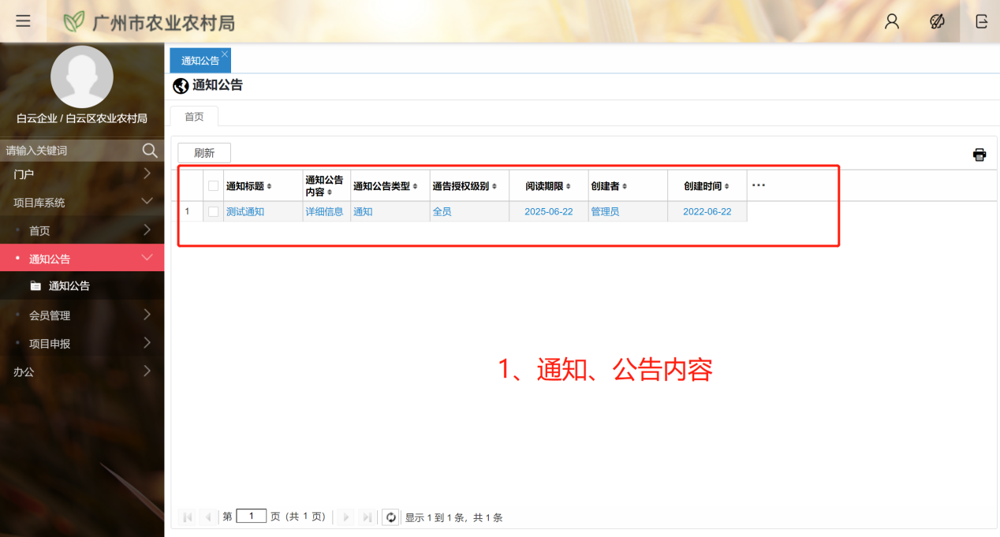 广州市农业农村局
白云企业 / 白云区农业农村局
请输入关键词
门户
项目库系统
首页
通知公告
通知公告
会员管理
项目申报
办公
通知公告
通知公告
首页
刷新
通知标题 通知公告内容 通知公告类型 通告授权级别 阅读期限 创建者 创建时间 ...
1 测试通知 详细信息 通知 全员 2025-06-22 管理员 2022-06-22
1、通知、公告内容
第 1 页 (共 1 页) 显示 1 到 1 条，共 1 条